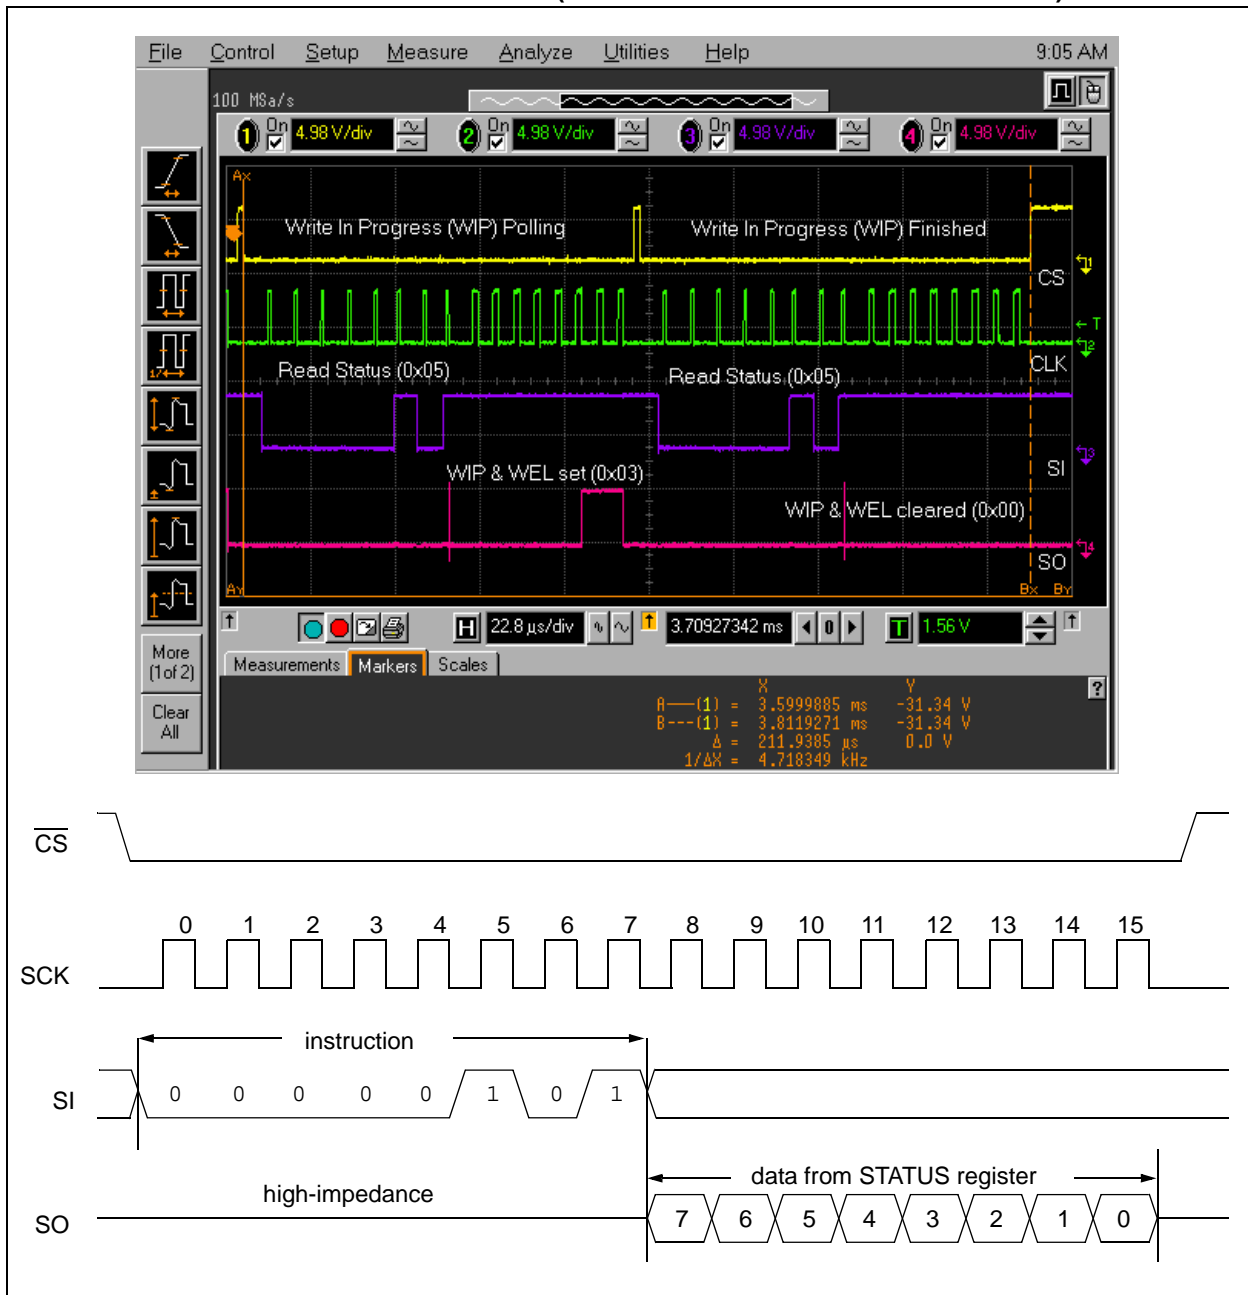 File Control Setup Measure Analyze Utilities Help 9:05 AM
100 MSa/s
1 On 4.98 V/div 2 On 4.98 V/div 3 On 4.98 V/div 4 On 4.98 V/div
Ax
Write In Progress (WIP) Polling Write In Progress (WIP) Finished
1
CS
T
2
Read Status (0x05) Read Status (0x05) CLK
3
WIP & WEL set (0x03) SI
WIP & WEL cleared (0x00)
4
SO
Ay Bx By
H 22.8 µs/div 3.70927342 ms 0 T 1.56 V
More
(1of 2)
Clear
All
Measurements Markers Scales
X Y ?
A——(1) = 3.5999885 ms -31.34 V
B---(1) = 3.8119271 ms -31.34 V
Δ = 211.9385 µs 0.0 V
1/ΔX = 4.718349 kHz
CS
0 1 2 3 4 5 6 7 8 9 10 11 12 13 14 15
SCK
instruction
SI 0 0 0 0 0 1 0 1
data from STATUS register
high-impedance
SO 7 6 5 4 3 2 1 0